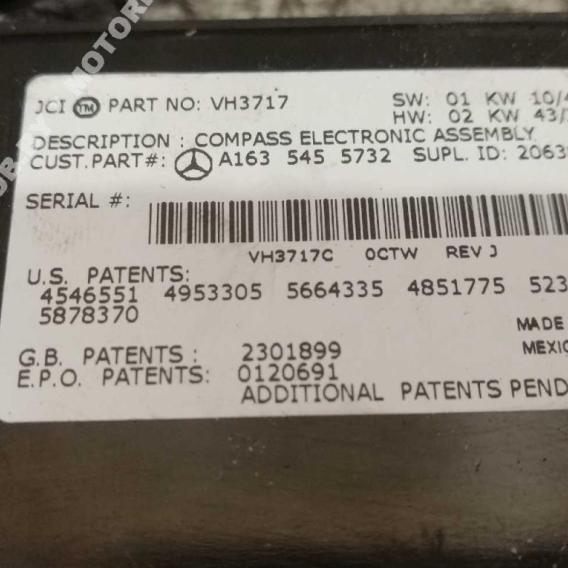 JCI TM PART NO: VH3717 SW: 01 KW 10/4
HW: 02 KW 43/
DESCRIPTION : COMPASS ELECTRONIC ASSEMBLY
CUST.PART#: A163 545 5732 SUPL. ID: 2063
SERIAL #:
VH3717C 0CTW REV J
U.S. PATENTS:
4546551 4953305 5664335 4851775 523
5878370
MADE
MEXIC
G.B. PATENTS : 2301899
E.P.O. PATENTS: 0120691
ADDITIONAL PATENTS PEND